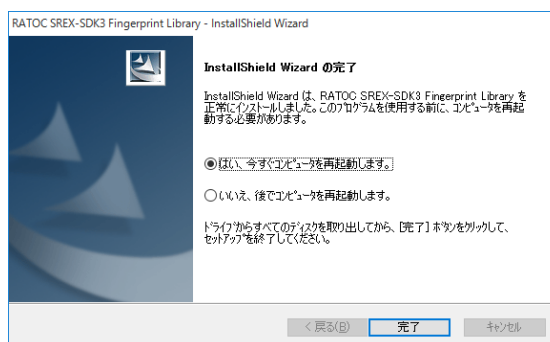 RATOC SREX-SDK3 Fingerprint Library - InstallShield Wizard
InstallShield Wizard の完了
InstallShield Wizard は、RATOC SREX-SDK3 Fingerprint Library を
正常にインストールしました。このプログラムを使用する前に、コンピュータを再起
動する必要があります。
はい、今すぐコンピュータを再起動します。
いいえ、後でコンピュータを再起動します。
ドライブからすべてのディスクを取り出してから、[完了] ボタンをクリックして、
セットアップを終了してください。
< 戻る(B)
完了
キャンセル